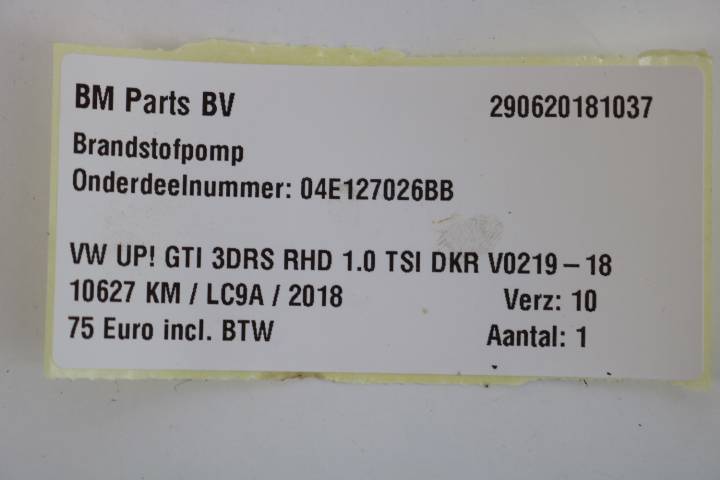 BM Parts BV 290620181037
Brandstofpomp
Onderdeelnummer: 04E127026BB
VW UP! GTI 3DRS RHD 1.0 TSI DKR V0219-18
10627 KM / LC9A / 2018 Verz: 10
75 Euro incl. BTW Aantal: 1